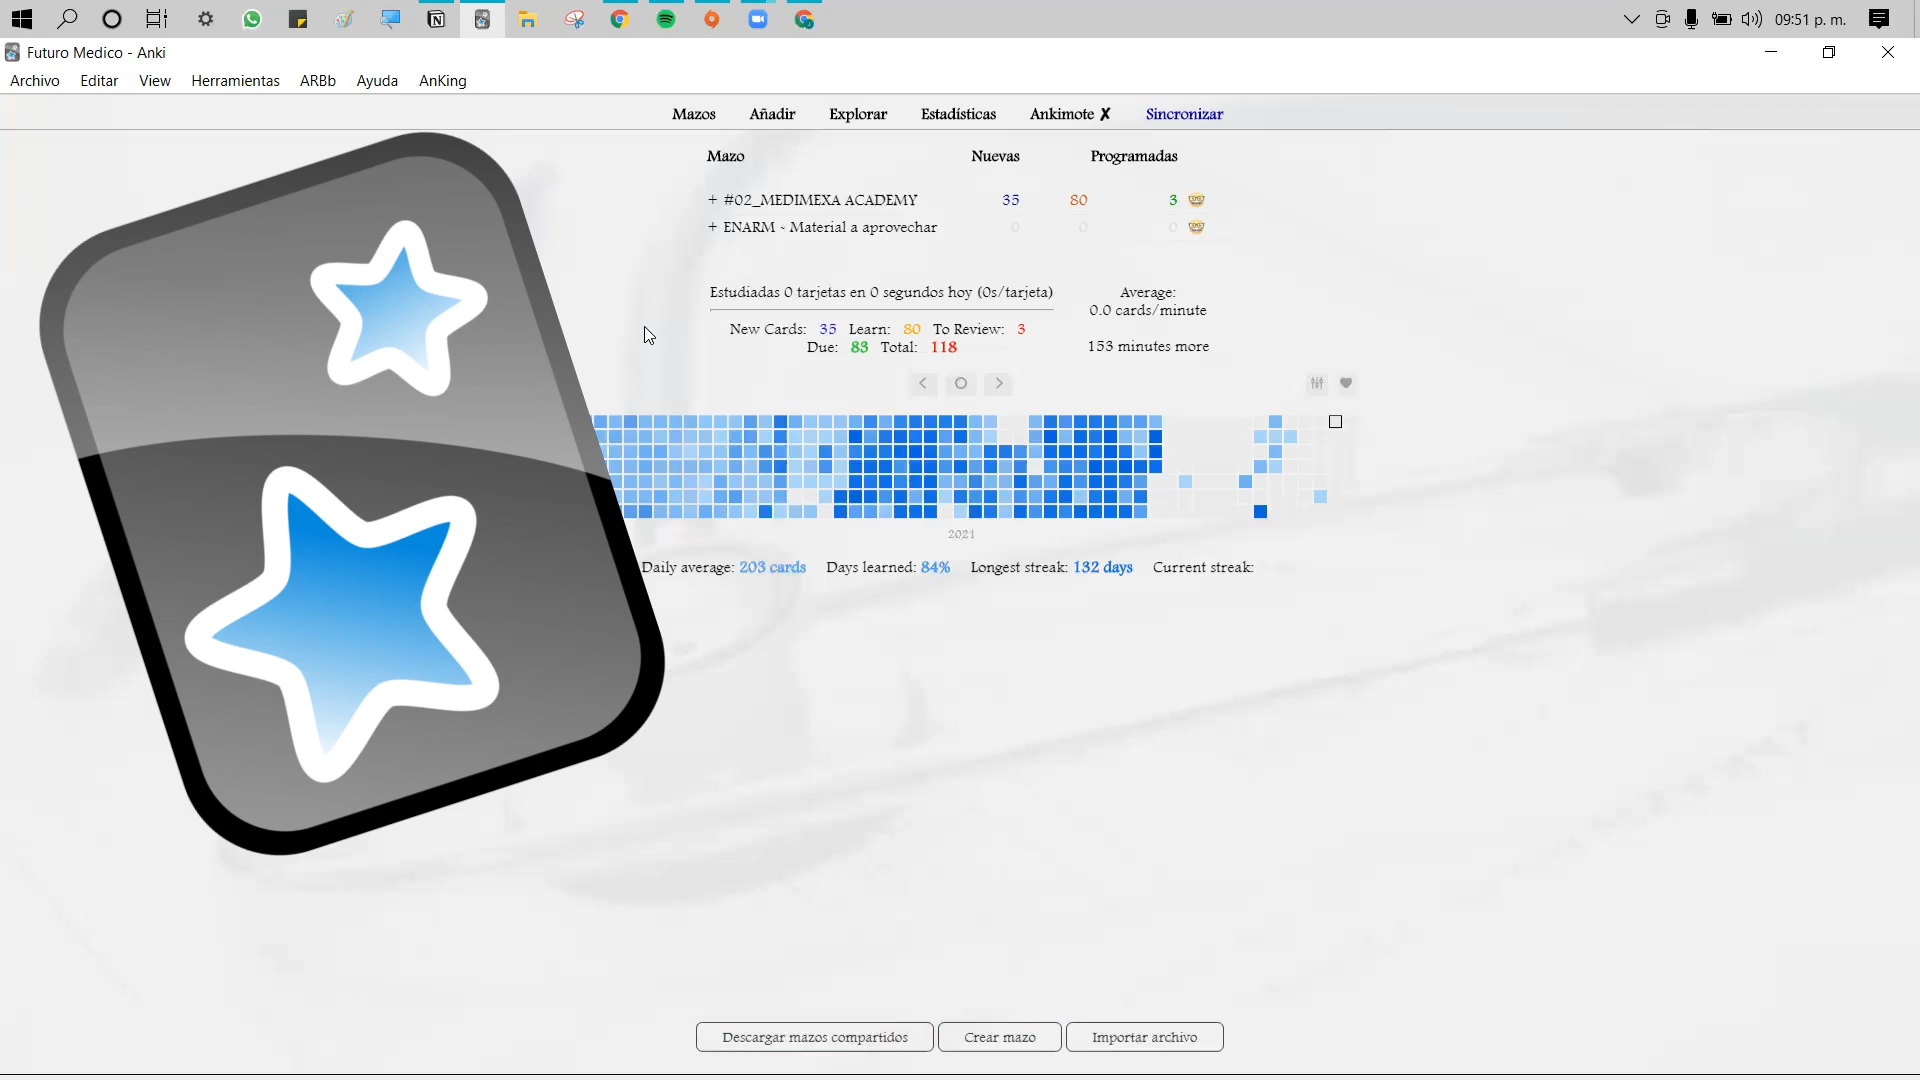 09:51 p. m.
Futuro Medico - Anki
Archivo Editar View Herramientas ARBb Ayuda AnKing
Mazos Añadir Explorar Estadísticas Ankimote ✗ Sincronizar
Mazo Nuevas Programadas
+ #02_MEDIMEXA ACADEMY 35 80 3
+ ENARM ~ Material a aprovechar 0 0 0
Estudiadas 0 tarjetas en 0 segundos hoy (0s/tarjeta)
New Cards: 35 Learn: 80 To Review: 3
Due: 83 Total: 118
Average:
0.0 cards/minute
153 minutes more
2021
Daily average: 203 cards Days learned: 84% Longest streak: 132 days Current streak:
Descargar mazos compartidos Crear mazo Importar archivo